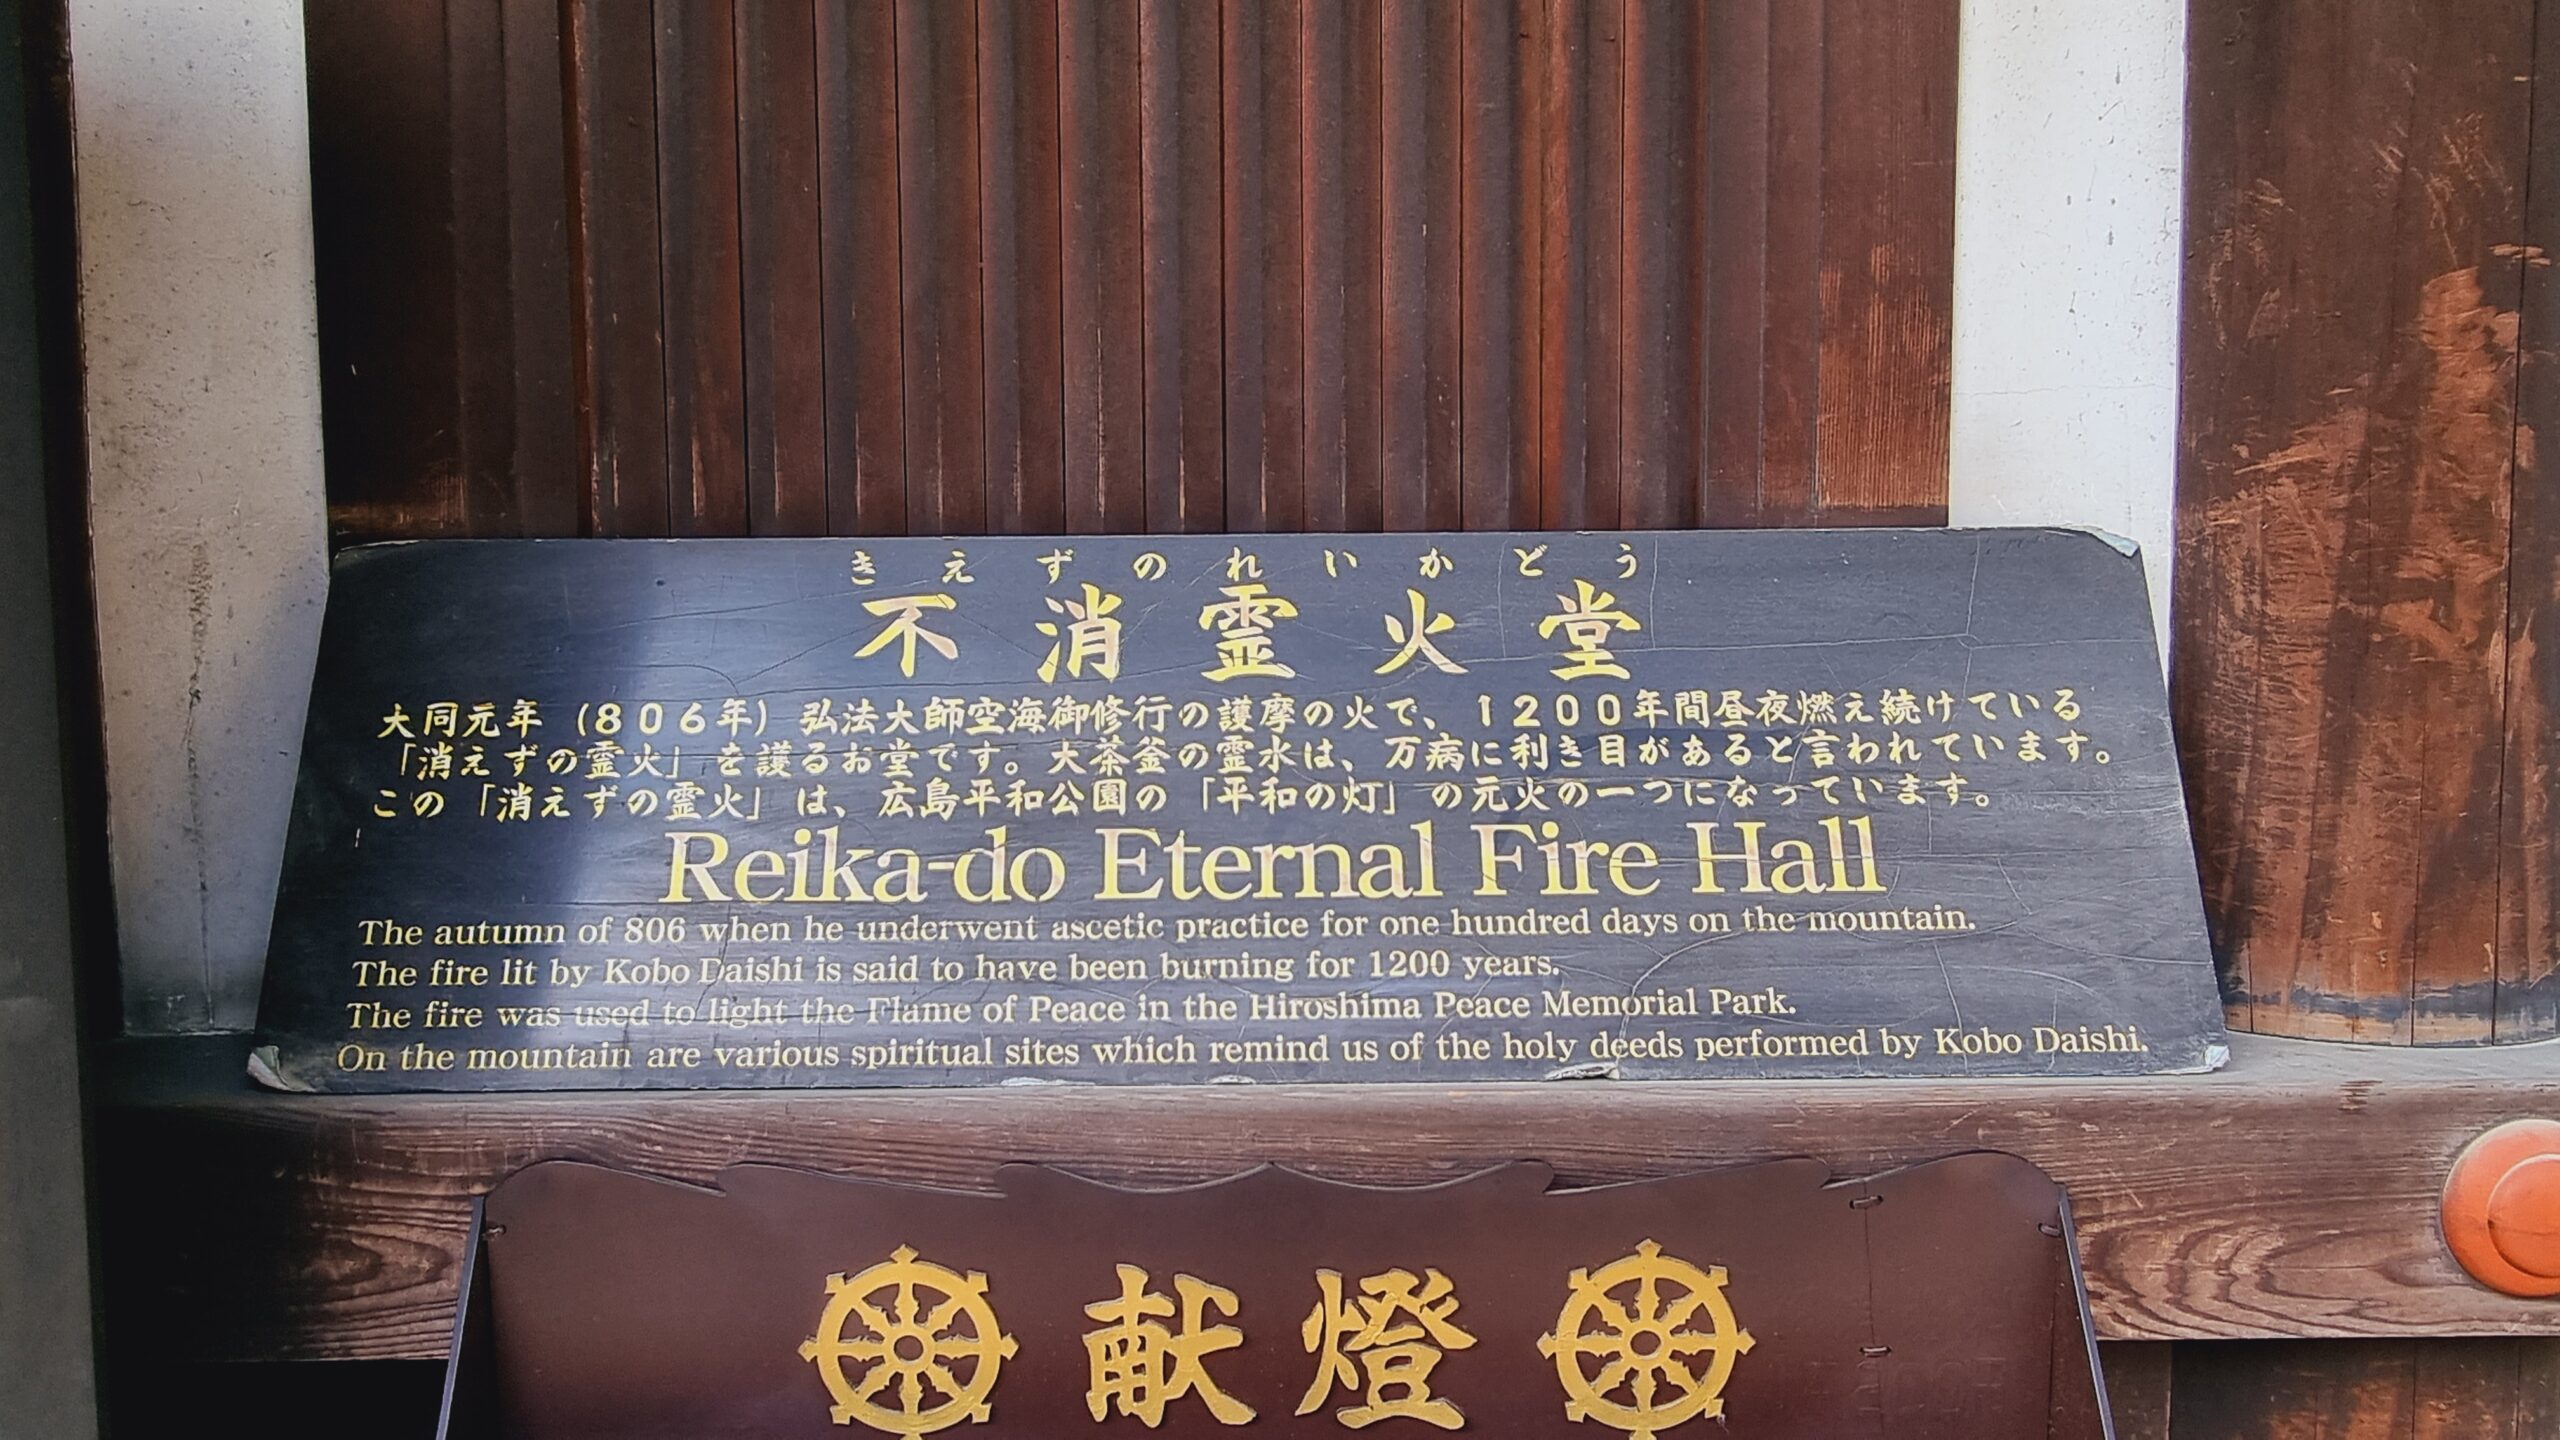 きえずのれいかどう
不消霊火堂
大同元年（８０６年）弘法大師空海御修行の護摩の火で、１２００年間昼夜燃え続けている
「消えずの霊火」を護るお堂です。大茶釜の霊水は、万病に利き目があると言われています。
この「消えずの霊火」は、広島平和公園の「平和の灯」の元火の一つになっています。
Reika-do Eternal Fire Hall
The autumn of 806 when he underwent ascetic practice for one hundred days on the mountain.
The fire lit by Kobo Daishi is said to have been burning for 1200 years.
The fire was used to light the Flame of Peace in the Hiroshima Peace Memorial Park.
On the mountain are various spiritual sites which remind us of the holy deeds performed by Kobo Daishi.
献燈